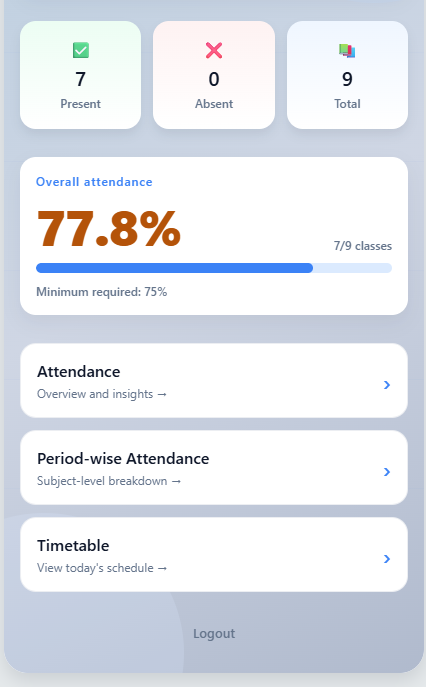 7
Present
0
Absent
9
Total
Overall attendance
77.8%
7/9 classes
Minimum required: 75%
Attendance
Overview and insights →
Period-wise Attendance
Subject-level breakdown →
Timetable
View today's schedule →
Logout